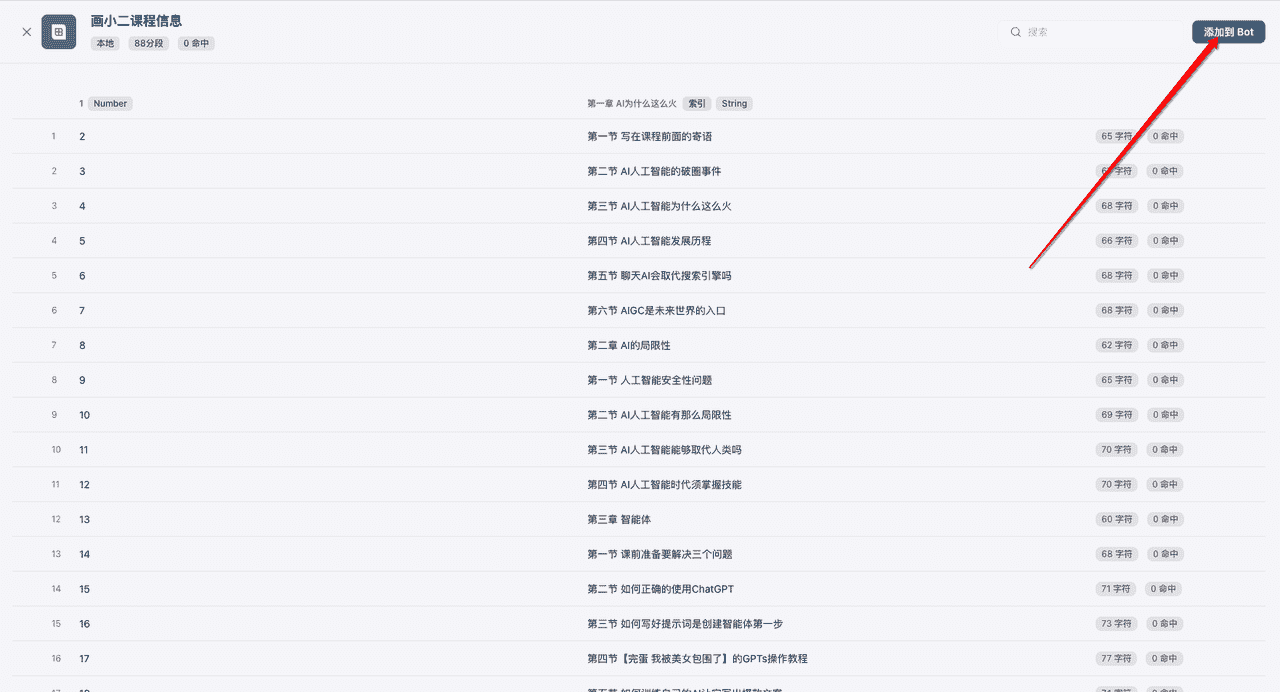 画小二课程信息
本地 88分段 0 命中
搜索
添加到 Bot
1 Number 第一章 AI为什么这么火 索引 String
1 2 第一节 写在课程前面的寄语 65 字符 0 命中
2 3 第二节 AI人工智能的破圈事件 字符 0 命中
3 4 第三节 AI人工智能为什么这么火 68 字符 0 命中
4 5 第四节 AI人工智能发展历程 66 字符 0 命中
5 6 第五节 聊天AI会取代搜索引擎吗 68 字符 0 命中
6 7 第六节 AIGC是未来世界的入口 68 字符 0 命中
7 8 第二章 AI的局限性 62 字符 0 命中
8 9 第一节 人工智能安全性问题 65 字符 0 命中
9 10 第二节 AI人工智能有那么局限性 69 字符 0 命中
10 11 第三节 AI人工智能能够取代人类吗 70 字符 0 命中
11 12 第四节 AI人工智能时代须掌握技能 70 字符 0 命中
12 13 第三章 智能体 60 字符 0 命中
13 14 第一节 课前准备要解决三个问题 68 字符 0 命中
14 15 第二节 如何正确的使用ChatGPT 71 字符 0 命中
15 16 第三节 如何写好提示词是创建智能体第一步 73 字符 0 命中
16 17 第四节【完蛋 我被美女包围了】的GPTs操作教程 77 字符 0 命中